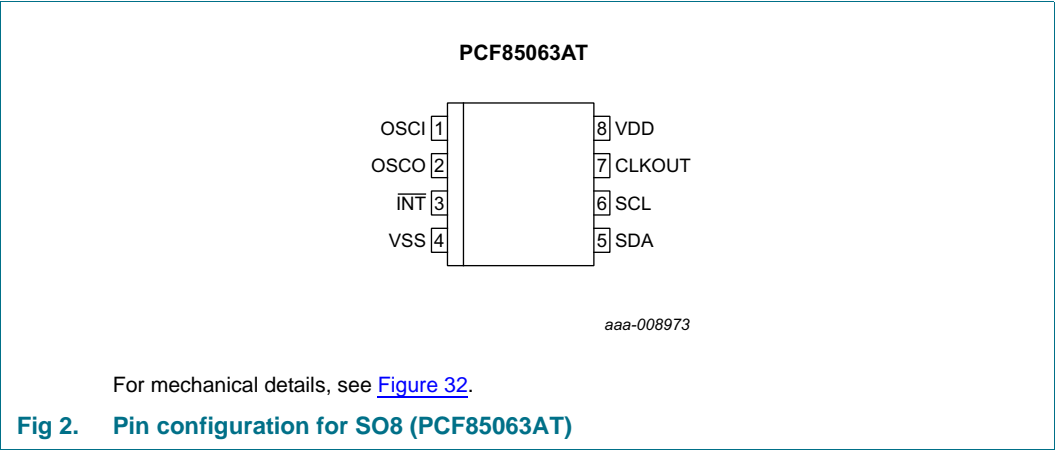 PCF85063AT
OSCI 1 8 VDD
OSCO 2 7 CLKOUT
I̅N̅T̅ 3 6 SCL
VSS 4 5 SDA
aaa-008973
For mechanical details, see Figure 32.
Fig 2. Pin configuration for SO8 (PCF85063AT)